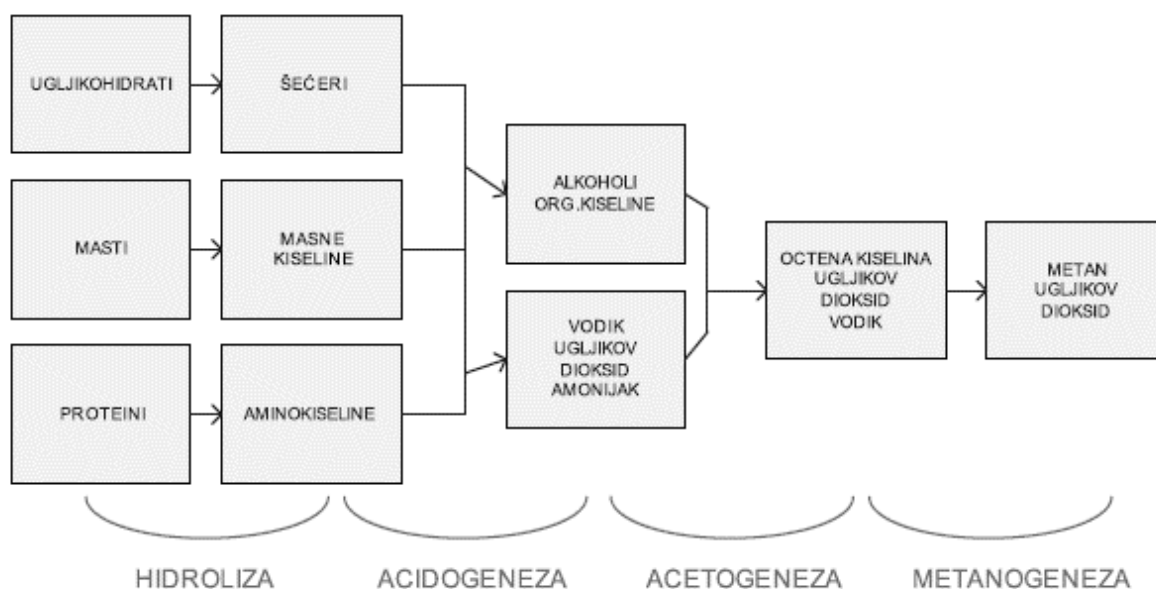 UGLJIKOHIDRATI
ŠEĆERI
MASTI
MASNE
KISELINE
PROTEINI
AMINOKISELINE
ALKOHOLI
ORG.KISELINE
VODIK
UGLJIKOV
DIOKSID
AMONIJAK
OCTENA KISELINA
UGLJIKOV
DIOKSID
VODIK
METAN
UGLJIKOV
DIOKSID
HIDROLIZA
ACIDOGENEZA
ACETOGENEZA
METANOGENEZA